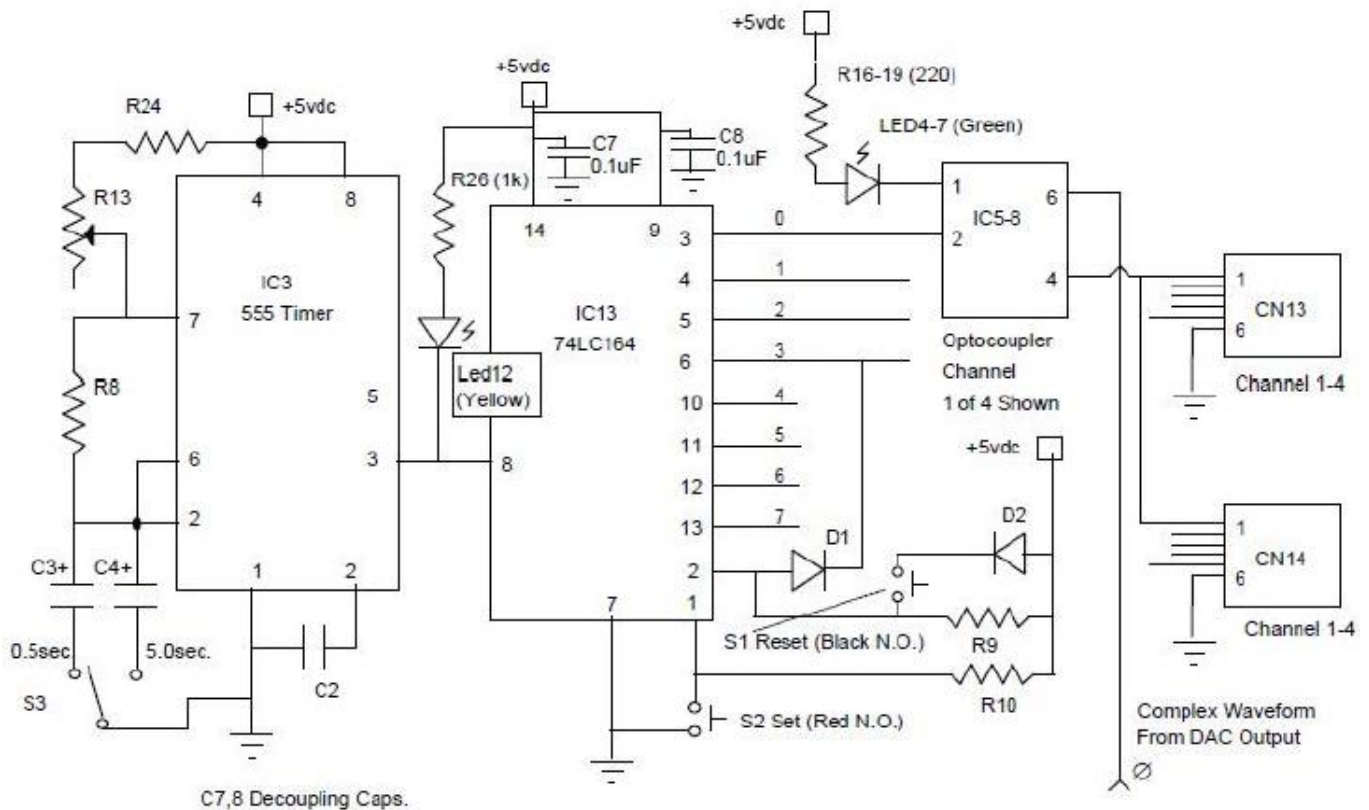 +5vdc
R16-19 (220)
+5vdc
R24
+5vdc
C7
0.1uF
C8
0.1uF
LED4-7 (Green)
R13
4
8
R26 (1k)
14
9
3
0
1
2
IC5-8
6
4
IC3
555 Timer
7
IC13
74LC164
4
1
5
2
6
3
Optocoupler
Channel
1 of 4 Shown
1
6
CN13
Channel 1-4
R8
5
Led12
(Yellow)
10
4
11
5
12
6
13
7
+5vdc
6
3
8
2
D1
D2
2
C3+
C4+
1
2
7
1
S1 Reset (Black N.O.)
R9
1
6
CN14
Channel 1-4
0.5sec.
5.0sec.
S3
C2
R10
S2 Set (Red N.O.)
Complex Waveform
From DAC Output
C7,8 Decoupling Caps.